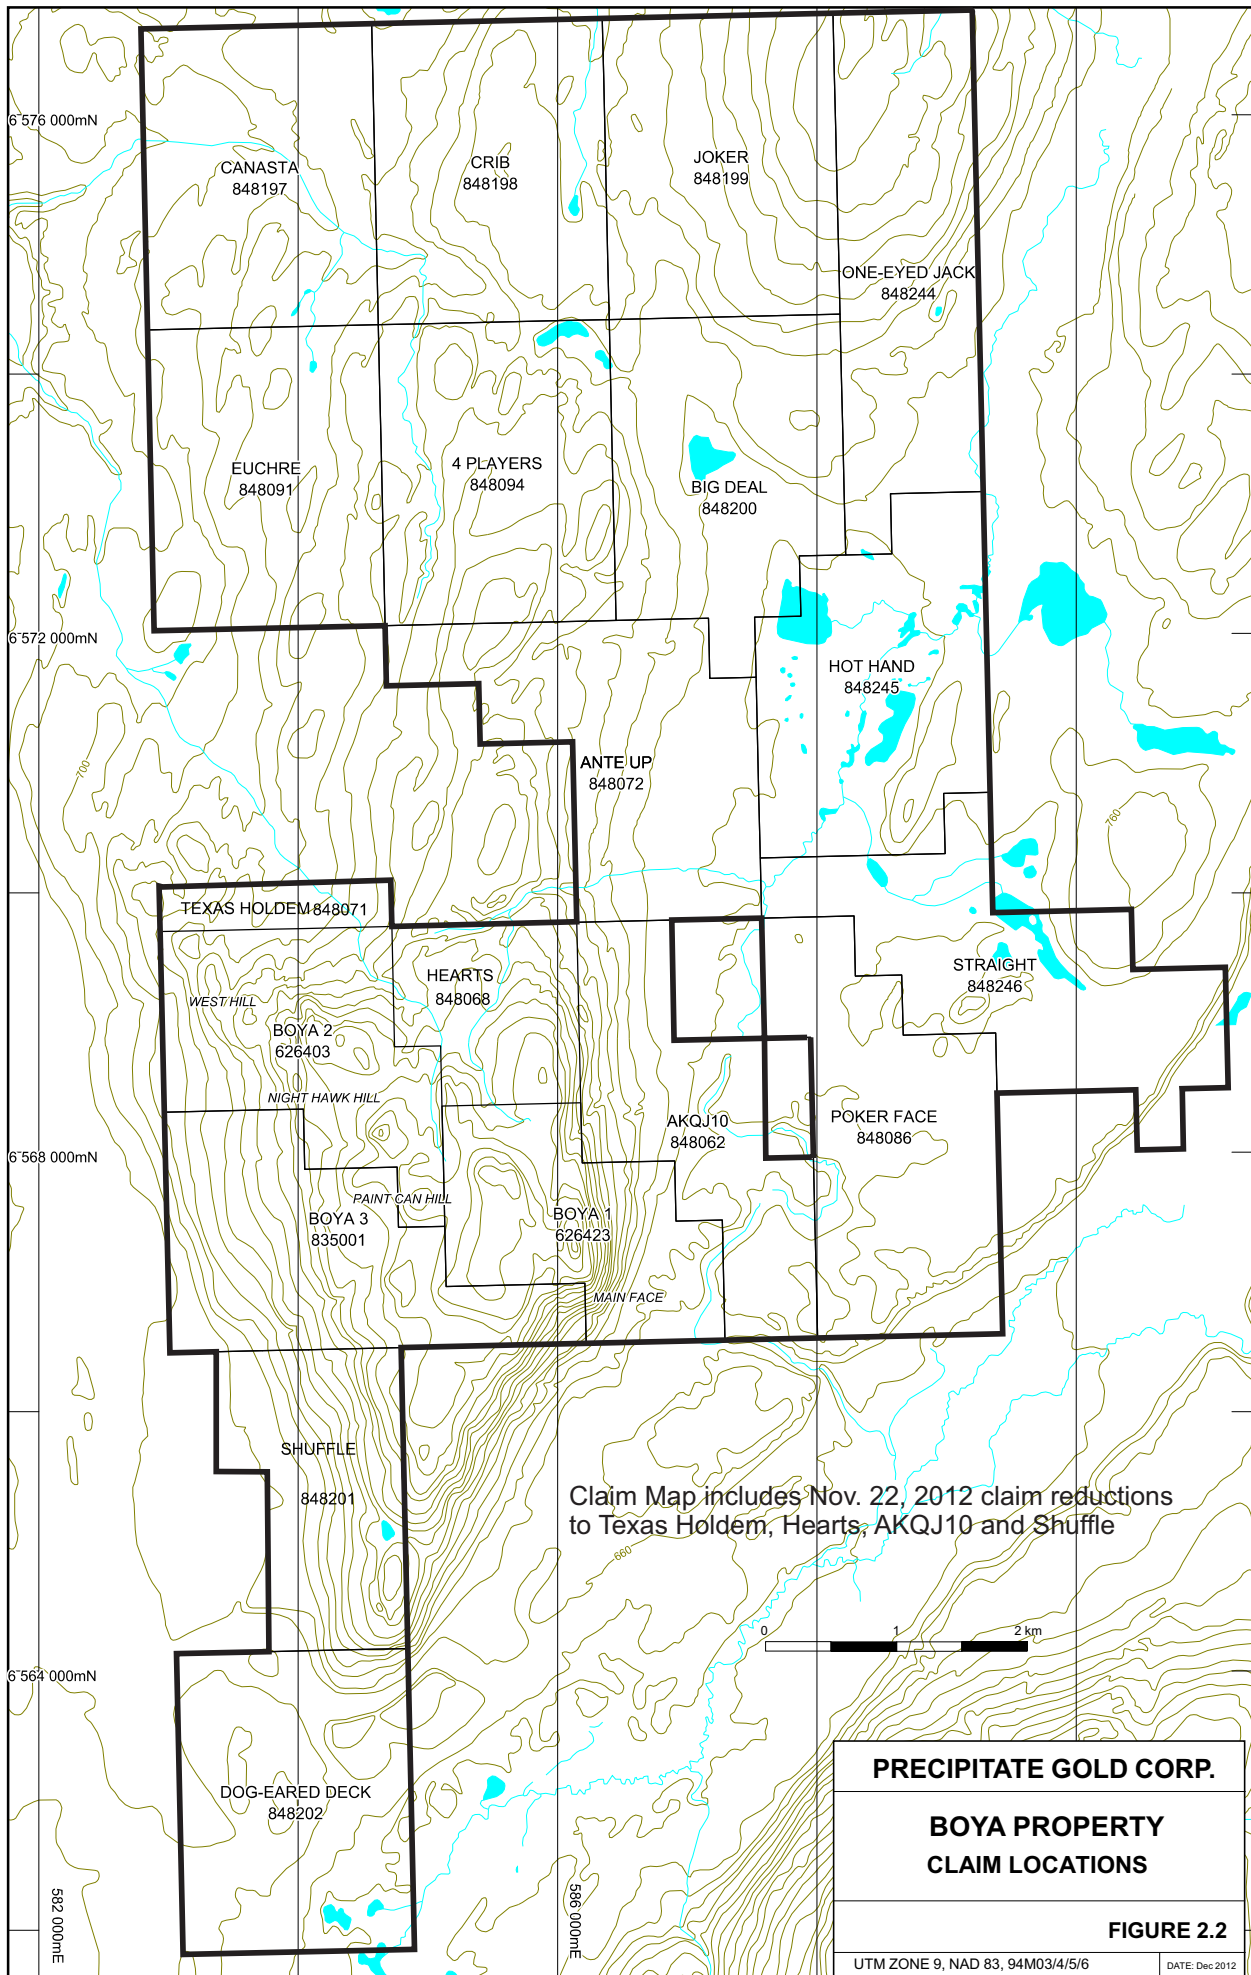 6 576 000mN
CANASTA
848197
CRIB
848198
JOKER
848199
ONE-EYED JACK
848244
EUCHRE
848091
4 PLAYERS
848094
BIG DEAL
848200
6 572 000mN
HOT HAND
848245
ANTE UP
848072
700
760
TEXAS HOLDEM 848071
HEARTS
848068
STRAIGHT
848246
WEST HILL
BOYA 2
626403
NIGHT HAWK HILL
AKQJ10
848062
POKER FACE
848086
6 568 000mN
PAINT CAN HILL
BOYA 3
835001
BOYA 1
626423
MAIN FACE
SHUFFLE
848201
Claim Map includes Nov. 22, 2012 claim reductions
to Texas Holdem, Hearts, AKQJ10 and Shuffle
660
0 1 2 km
6 564 000mN
DOG-EARED DECK
848202
582 000mE
586 000mE
PRECIPITATE GOLD CORP.
BOYA PROPERTY
CLAIM LOCATIONS
FIGURE 2.2
UTM ZONE 9, NAD 83, 94M03/4/5/6
DATE: Dec 2012